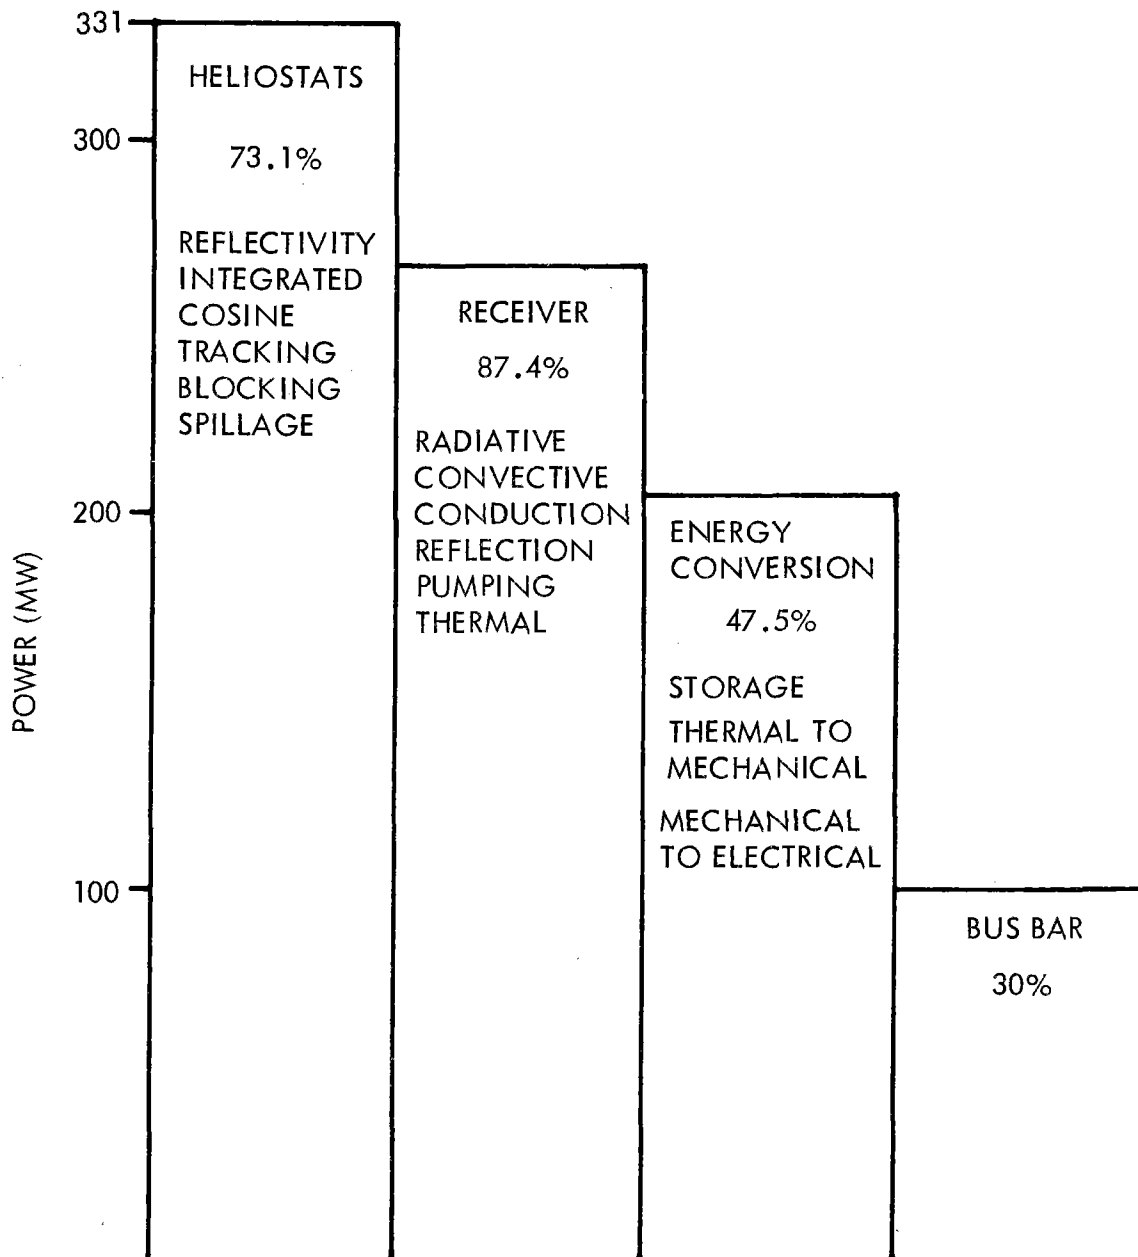 331
HELIOSTATS
300
73.1%
REFLECTIVITY
INTEGRATED
COSINE
TRACKING
BLOCKING
SPILLAGE
RECEIVER
87.4%
RADIATIVE
CONVECTIVE
CONDUCTION
REFLECTION
PUMPING
THERMAL
200
ENERGY
CONVERSION
47.5%
STORAGE
THERMAL TO
MECHANICAL
MECHANICAL
TO ELECTRICAL
POWER (MW)
100
BUS BAR
30%